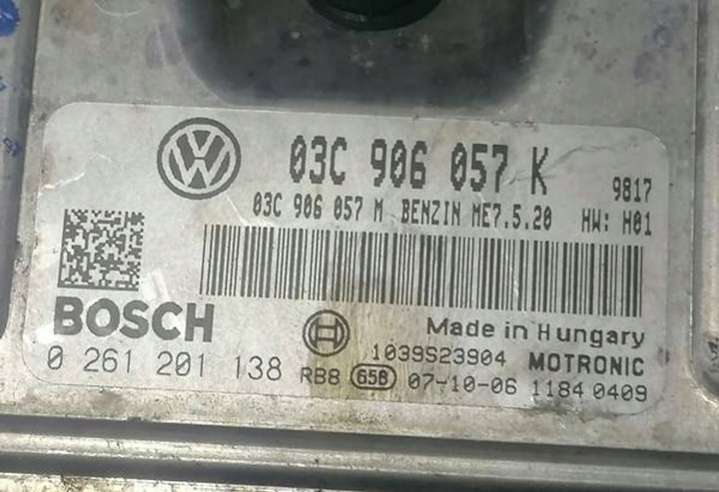 03C 906 057 K 9817
03C 906 057 M BENZIN ME7.5.20 HW: H01
BOSCH
Made in Hungary
1039S23904 MOTRONIC
0 261 201 138 RB8 65B 07-10-06 1184 0409